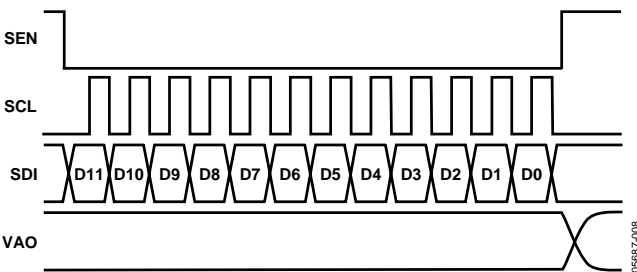 SEN
SCL
SDI D11 D10 D9 D8 D7 D6 D5 D4 D3 D2 D1 D0
VAO
05687-008